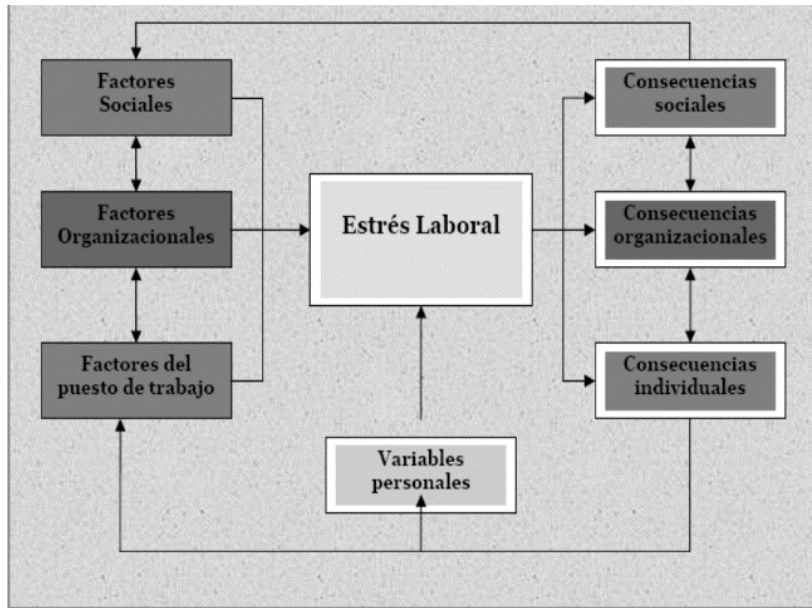 Factores
Sociales
Consecuencias
sociales
Factores
Organizacionales
Estrés Laboral
Consecuencias
organizacionales
Factores del
puesto de trabajo
Consecuencias
individuales
Variables
personales